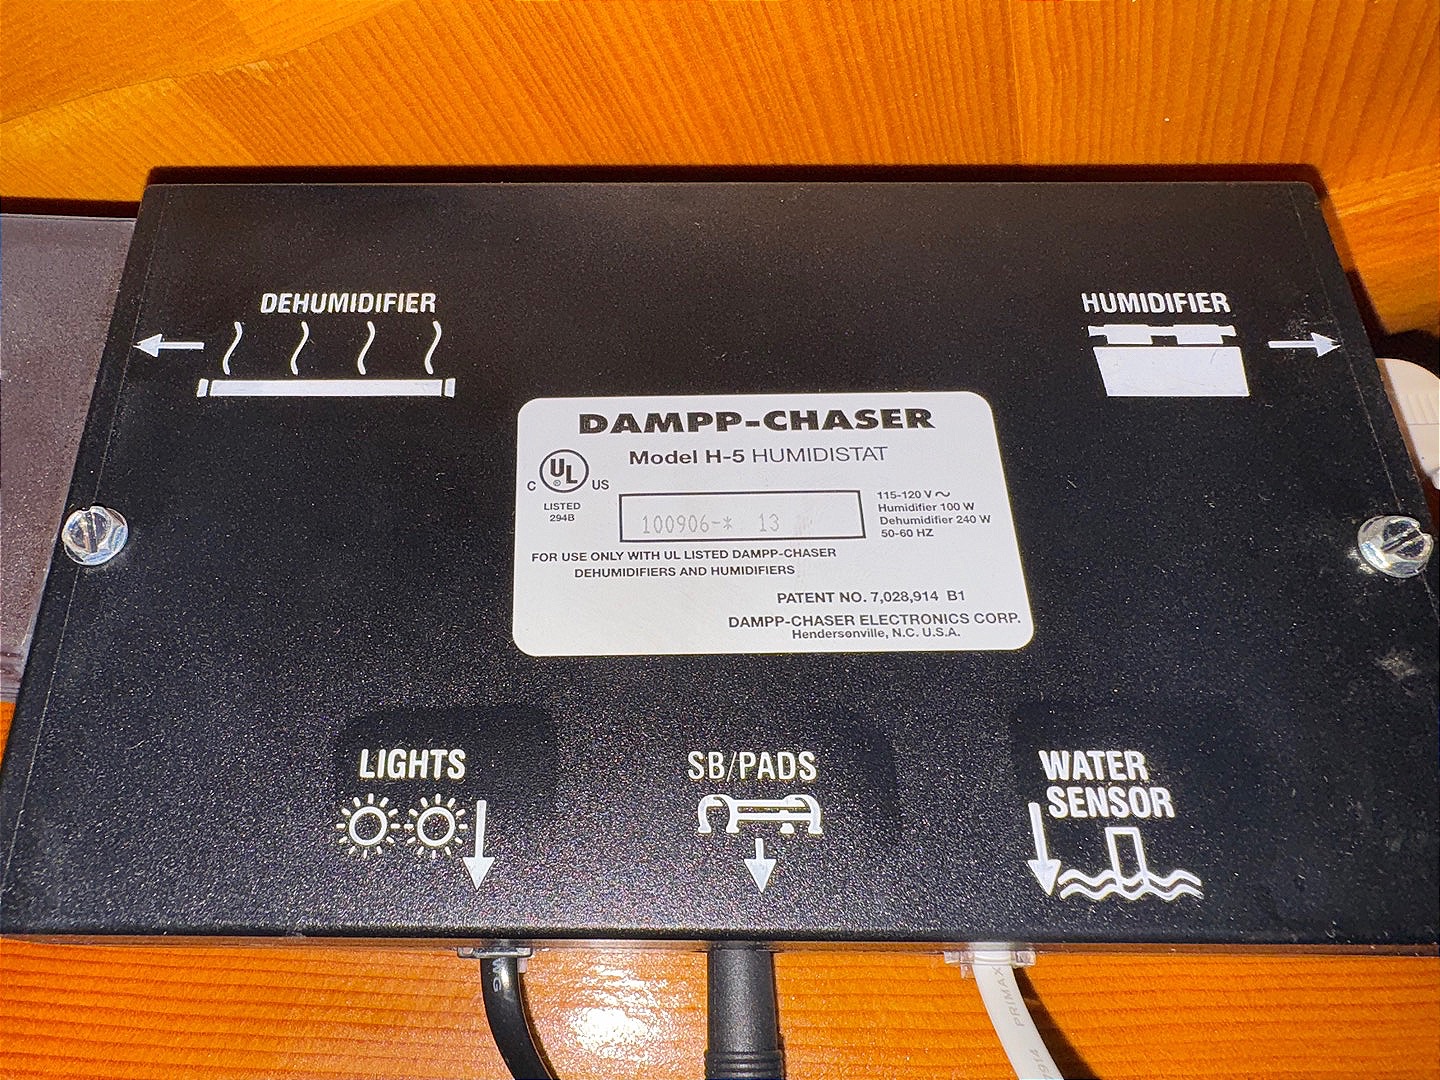 DEHUMIDIFIER
HUMIDIFIER
DAMPP-CHASER
Model H-5 HUMIDISTAT
C UL ® US
LISTED
294B
100906-* 13
115-120 V ~
Humidifier 100 W
Dehumidifier 240 W
50-60 HZ
FOR USE ONLY WITH UL LISTED DAMPP-CHASER
DEHUMIDIFIERS AND HUMIDIFIERS
PATENT NO. 7,028,914 B1
DAMPP-CHASER ELECTRONICS CORP.
Hendersonville, N.C. U.S.A.
LIGHTS
SB/PADS
WATER
SENSOR
PRIMAX